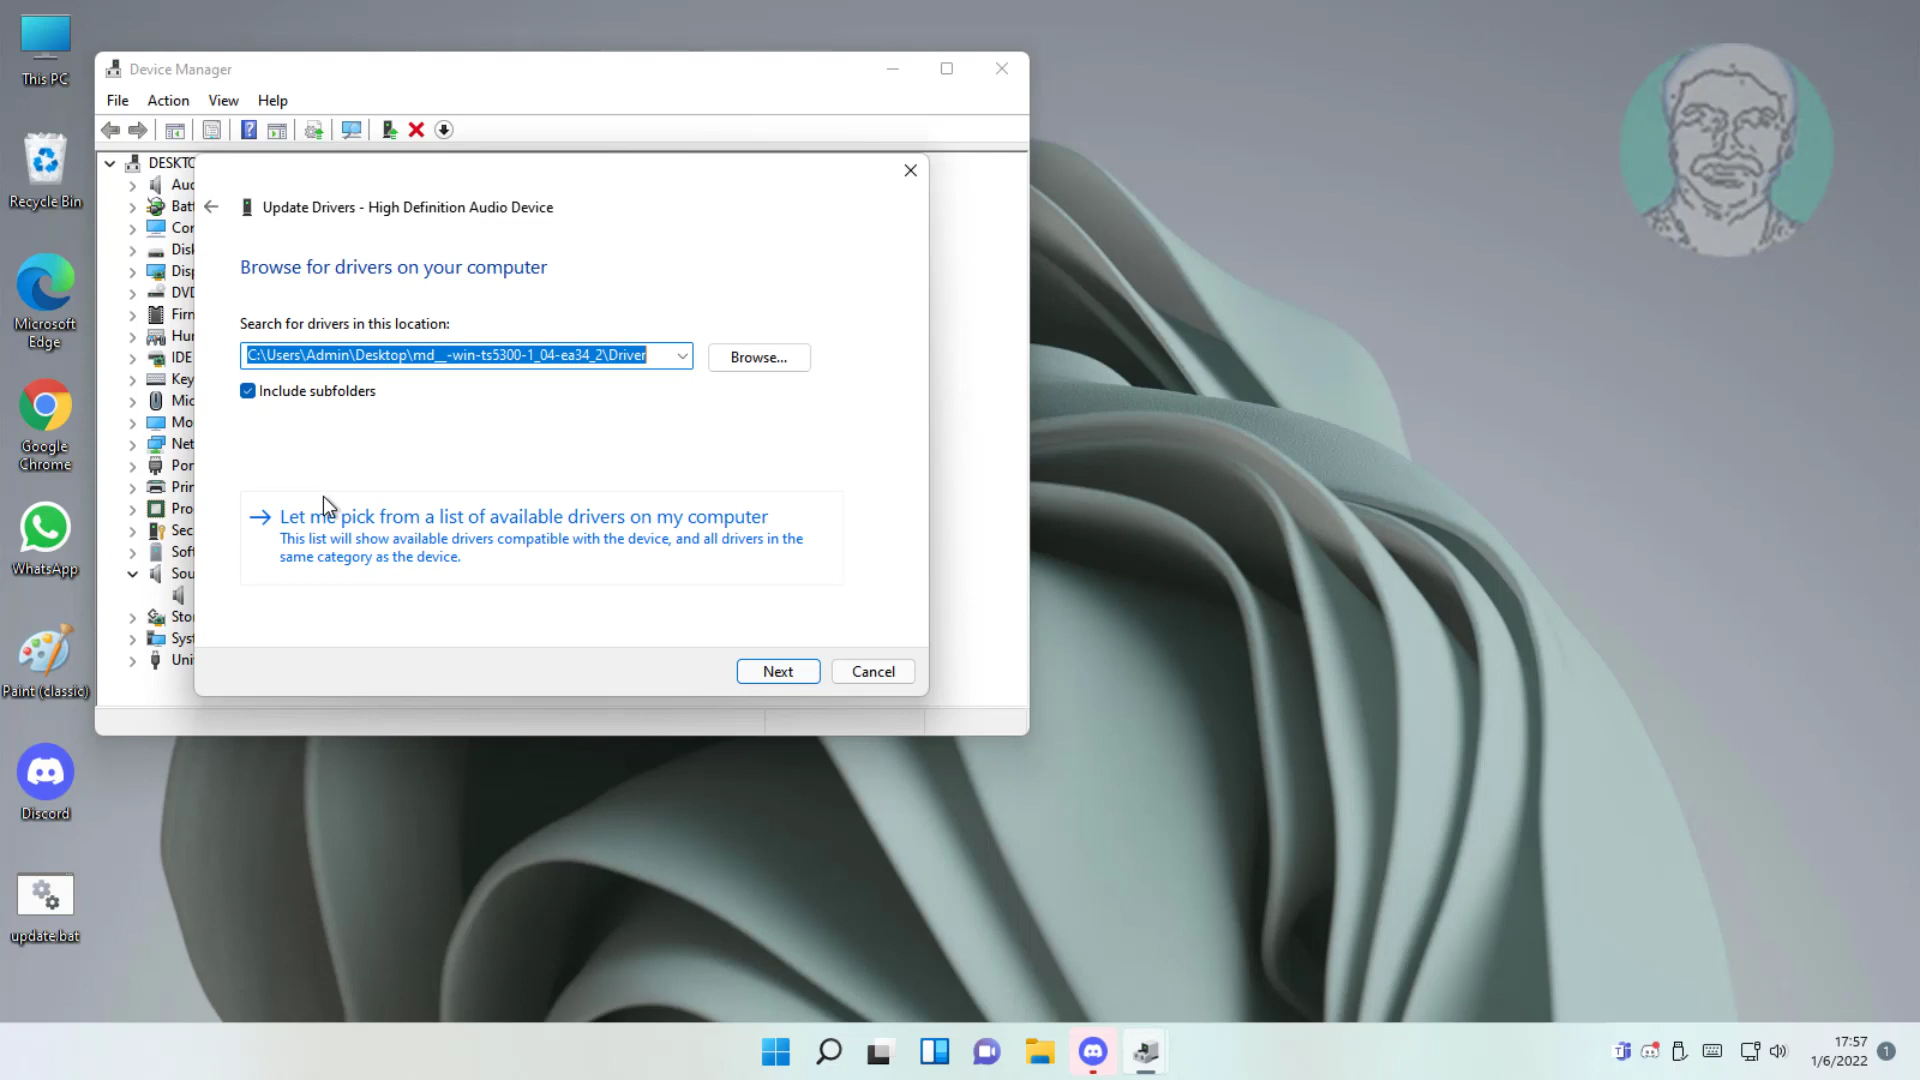 This PC
Recycle Bin
Microsoft
Edge
Google
Chrome
WhatsApp
Paint (classic)
Discord
update.bat
Device Manager
File Action View Help
DESKTO
Aud
Batt
Con
Disk
Disp
DVD
Firn
Hun
IDE
Key
Mic
Mo
Net
Por
Prin
Pro
Sec
Soft
Sou
Stor
Syst
Uni
Update Drivers - High Definition Audio Device
Browse for drivers on your computer
Search for drivers in this location:
C:\Users\Admin\Desktop\md__-win-ts5300-1_04-ea34_2\Driver
Browse...
Include subfolders
Let me pick from a list of available drivers on my computer
This list will show available drivers compatible with the device, and all drivers in the
same category as the device.
Next Cancel
17:57
1/6/2022
1